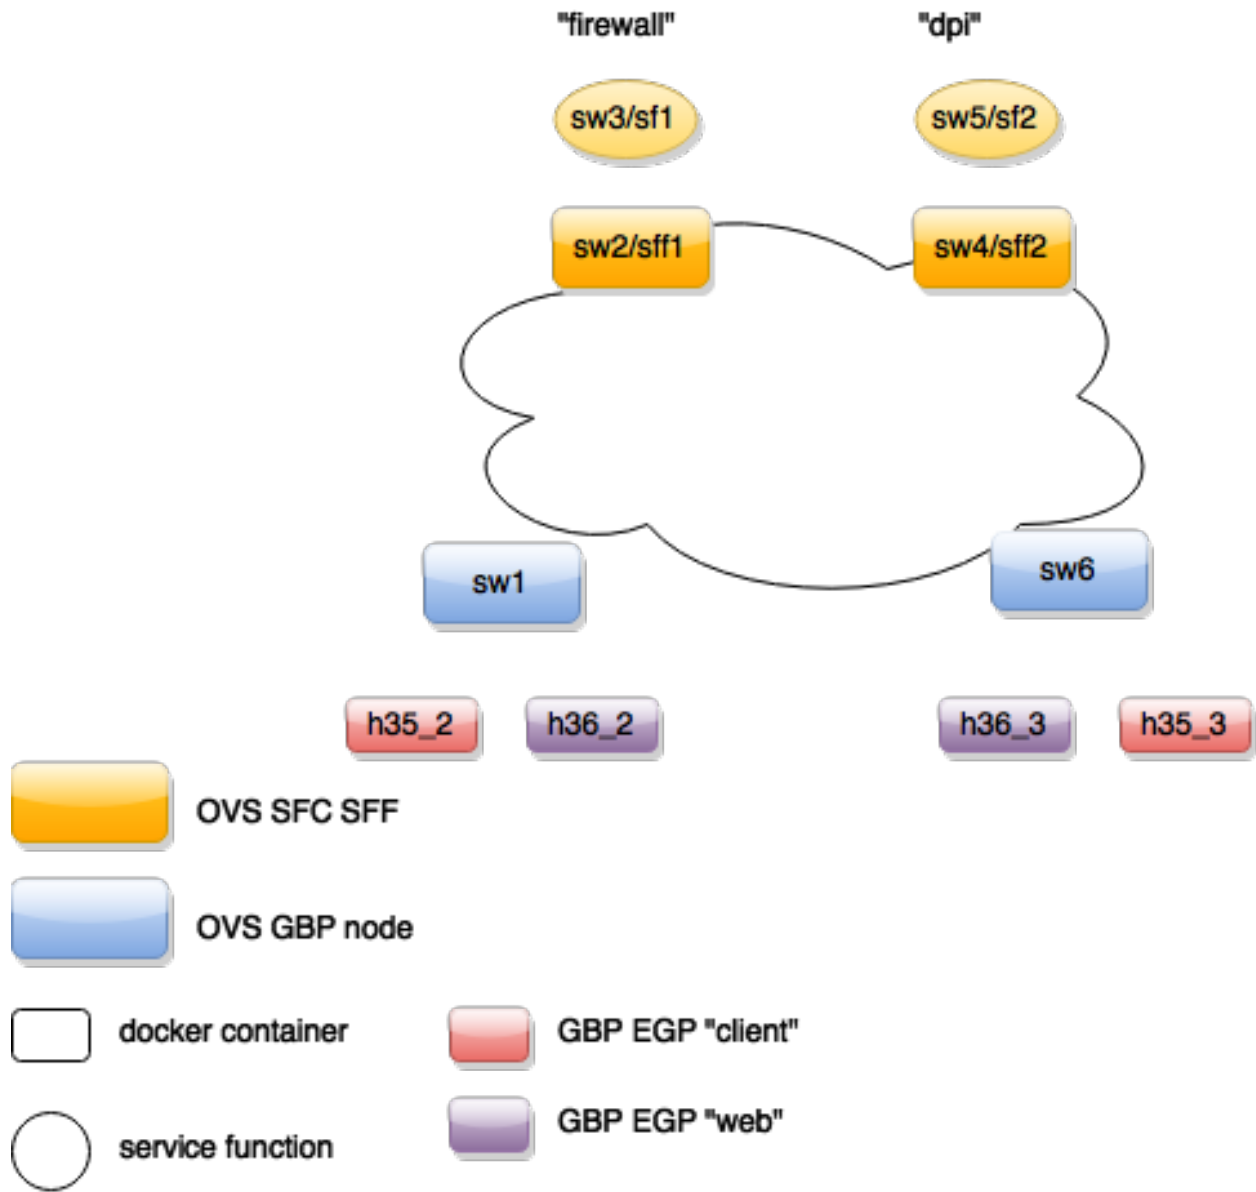 "firewall"
"dpi"
sw3/sf1
sw5/sf2
sw2/sff1
sw4/sff2
sw1
sw6
h35_2
h36_2
h36_3
h35_3
OVS SFC SFF
OVS GBP node
docker container
GBP EGP "client"
GBP EGP "web"
service function